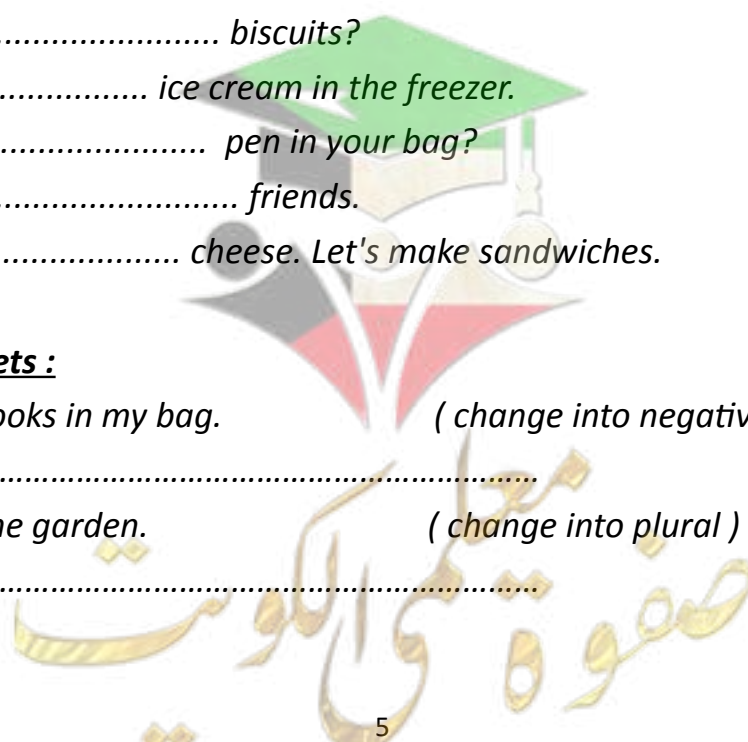 ........................ biscuits?
................ ice cream in the freezer.
...................... pen in your bag?
.......................... friends.
.................... cheese. Let's make sandwiches.
ets :
ooks in my bag. ( change into negativ
……………………………………………………………
he garden. ( change into plural )
……………………………………………………………
صفوة معلمي الكويت
5